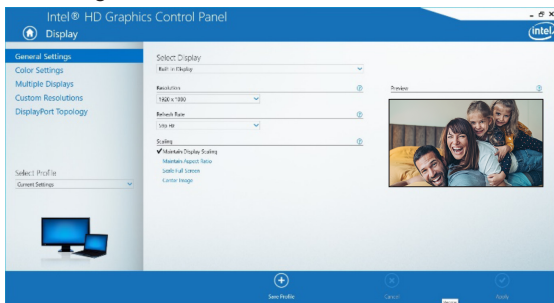 Intel® HD Graphics Control Panel
Display
intel
General Settings
Color Settings
Multiple Displays
Custom Resolutions
DisplayPort Topology
Select Profile
Current Settings
Select Display
Built in Display
Resolution
Refresh Rate
Scaling
Maintain Display Scaling
Maintain Aspect Ratio
Scale Full Screen
Center Image
Preview
Save Profile
Cancel
Apply